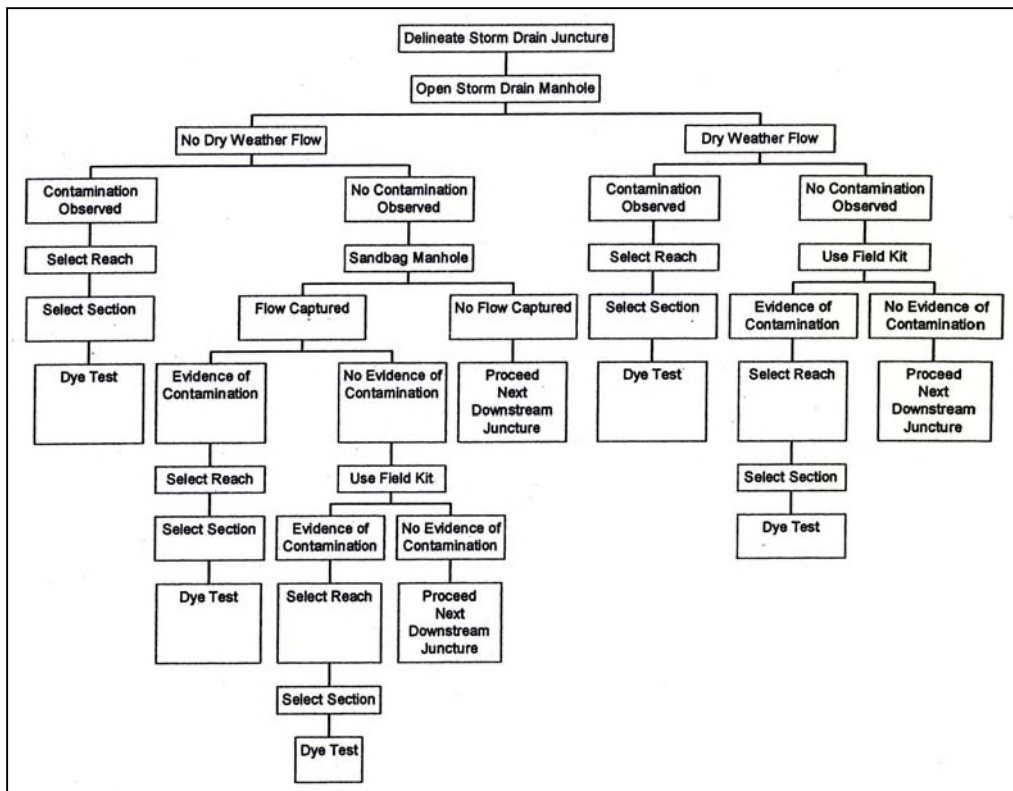 Delineate Storm Drain Juncture
Open Storm Drain Manhole
No Dry Weather Flow
Dry Weather Flow
Contamination
Observed
No Contamination
Observed
Contamination
Observed
No Contamination
Observed
Select Reach
Sandbag Manhole
Select Reach
Use Field Kit
Select Section
Flow Captured
No Flow Captured
Select Section
Evidence of
Contamination
No Evidence of
Contamination
Dye Test
Evidence of
Contamination
No Evidence of
Contamination
Proceed
Next
Downstream
Juncture
Dye Test
Select Reach
Proceed
Next
Downstream
Juncture
Select Reach
Use Field Kit
Select Section
Select Section
Evidence of
Contamination
No Evidence of
Contamination
Dye Test
Dye Test
Select Reach
Proceed
Next
Downstream
Juncture
Select Section
Dye Test